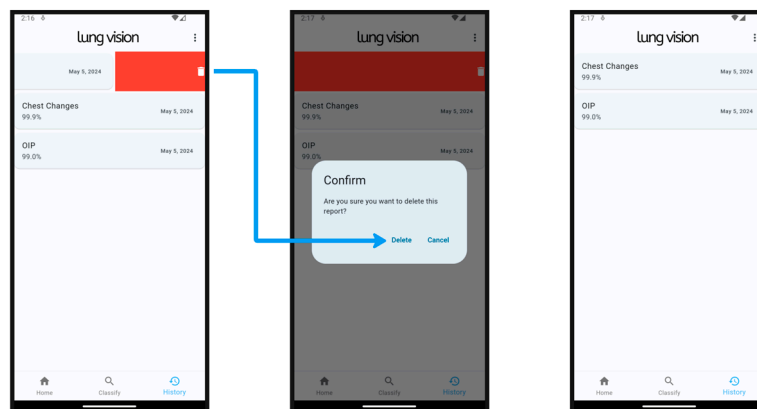 2:16
lung vision
May 5, 2024
Chest Changes
99.9%
May 5, 2024
OIP
99.0%
May 5, 2024
Home
Classify
History
2:17
lung vision
Chest Changes
99.9%
May 5, 2024
OIP
99.0%
May 5, 2024
Confirm
Are you sure you want to delete this
report?
Delete
Cancel
Home
Classify
History
2:17
lung vision
Chest Changes
99.9%
May 5, 2024
OIP
99.0%
May 5, 2024
Home
Classify
History